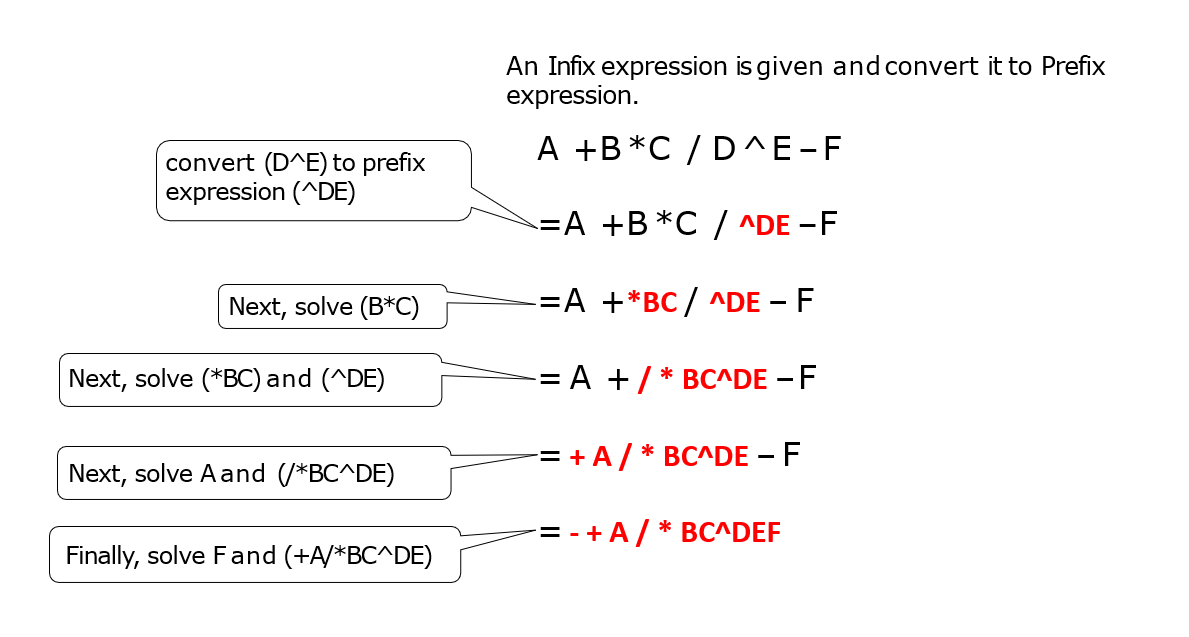 An Infix expression is given and convert it to Prefix
expression.
A + B * C / D ^ E – F
convert (D^E) to prefix
expression (^DE)
= A + B * C / ^DE – F
Next, solve (B*C)
= A + *BC / ^DE – F
Next, solve (*BC) and (^DE)
= A + / * BC^DE – F
Next, solve A and (/*BC^DE)
= + A / * BC^DE – F
Finally, solve F and (+A/*BC^DE)
= - + A / * BC^DEF